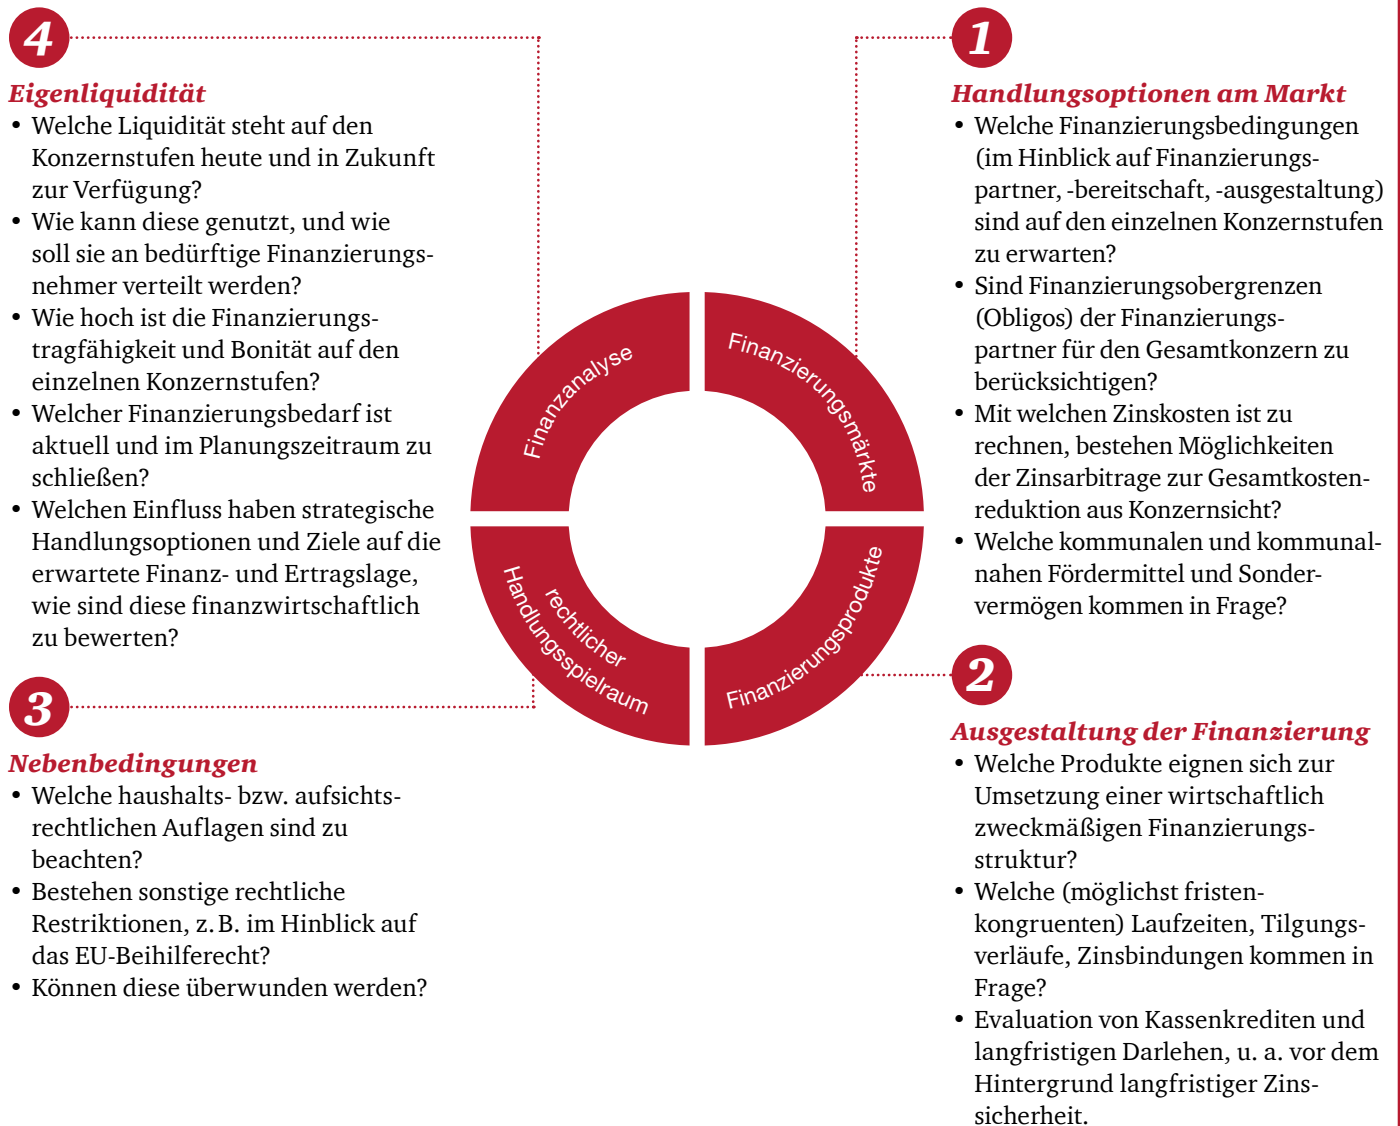 4
Eigenliquidität
• Welche Liquidität steht auf den
Konzernstufen heute und in Zukunft
zur Verfügung?
• Wie kann diese genutzt, und wie
soll sie an bedürftige Finanzierungs-
nehmer verteilt werden?
• Wie hoch ist die Finanzierungs-
tragfähigkeit und Bonität auf den
einzelnen Konzernstufen?
• Welcher Finanzierungsbedarf ist
aktuell und im Planungszeitraum zu
schließen?
• Welchen Einfluss haben strategische
Handlungsoptionen und Ziele auf die
erwartete Finanz- und Ertragslage,
wie sind diese finanzwirtschaftlich
zu bewerten?
3
Nebenbedingungen
• Welche haushalts- bzw. aufsichts-
rechtlichen Auflagen sind zu
beachten?
• Bestehen sonstige rechtliche
Restriktionen, z. B. im Hinblick auf
das EU-Beihilferecht?
• Können diese überwunden werden?
Finanzanalyse
Finanzierungsmärkte
rechtlicher
Handlungsspielraum
Finanzierungsprodukte
1
Handlungsoptionen am Markt
• Welche Finanzierungsbedingungen
(im Hinblick auf Finanzierungs-
partner, -bereitschaft, -ausgestaltung)
sind auf den einzelnen Konzernstufen
zu erwarten?
• Sind Finanzierungsobergrenzen
(Obligos) der Finanzierungs-
partner für den Gesamtkonzern zu
berücksichtigen?
• Mit welchen Zinskosten ist zu
rechnen, bestehen Möglichkeiten
der Zinsarbitrage zur Gesamtkosten-
reduktion aus Konzernsicht?
• Welche kommunalen und kommunal-
nahen Fördermittel und Sonder-
vermögen kommen in Frage?
2
Ausgestaltung der Finanzierung
• Welche Produkte eignen sich zur
Umsetzung einer wirtschaftlich
zweckmäßigen Finanzierungs-
struktur?
• Welche (möglichst fristen-
kongruenten) Laufzeiten, Tilgungs-
verläufe, Zinsbindungen kommen in
Frage?
• Evaluation von Kassenkrediten und
langfristigen Darlehen, u. a. vor dem
Hintergrund langfristiger Zins-
sicherheit.